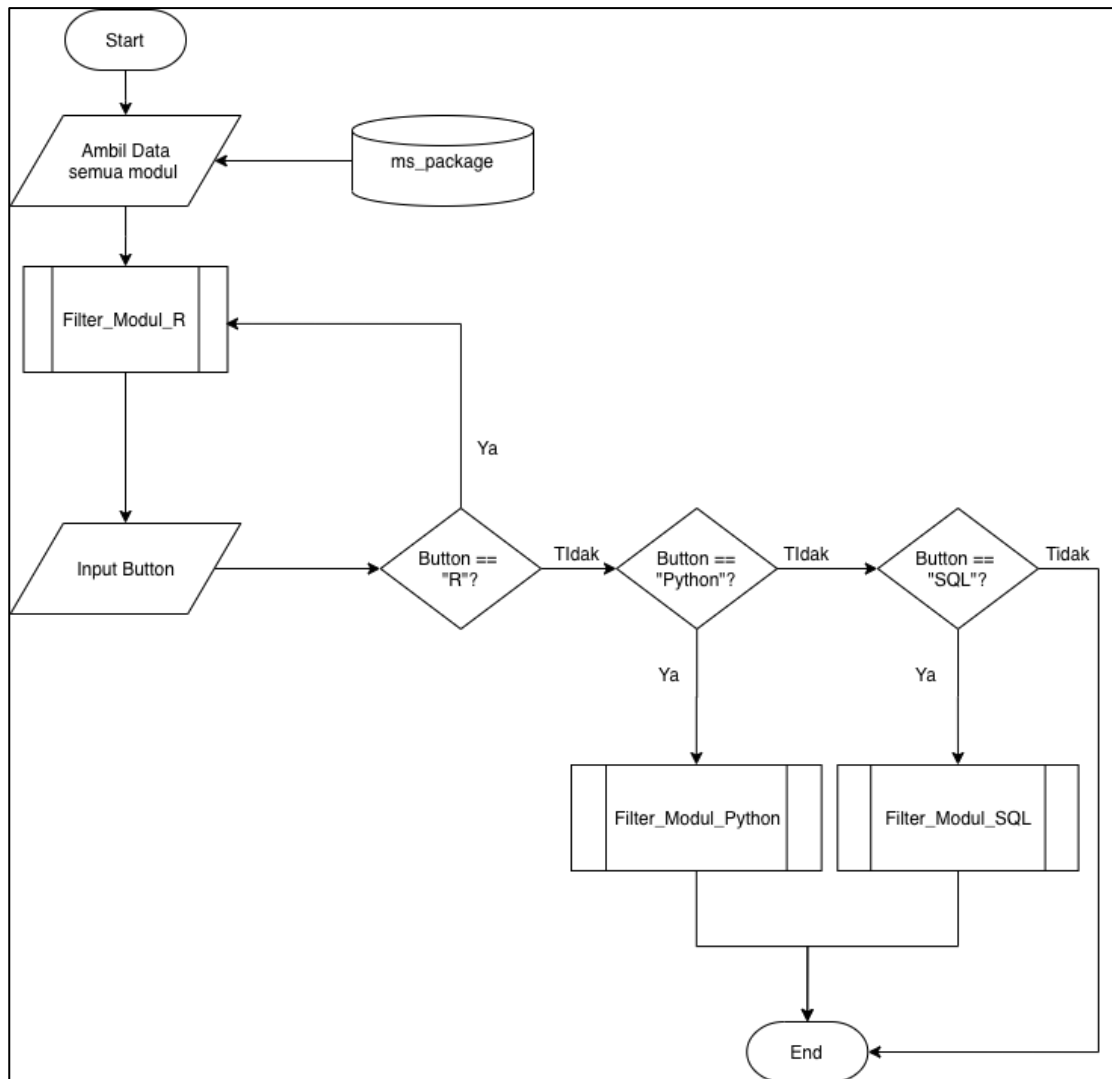 Start
Ambil Data
semua modul
ms_package
Filter_Modul_R
Ya
Input Button
Button ==
"R"?
TIdak
Button ==
"Python"?
TIdak
Button ==
"SQL"?
Tidak
Ya
Ya
Filter_Modul_Python
Filter_Modul_SQL
End